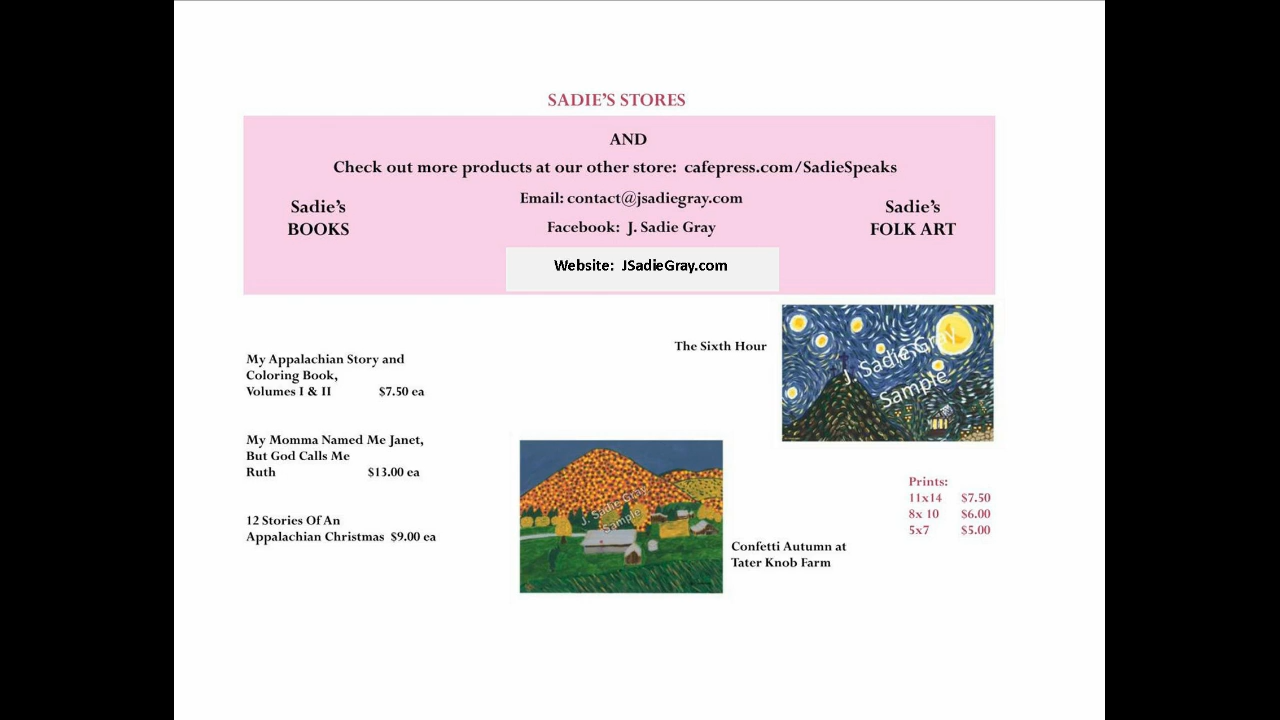 SADIE'S STORES
AND
Check out more products at our other store: cafepress.com/SadieSpeaks
Email: contact@jsadiegray.com
Facebook: J. Sadie Gray
Website: JSadieGray.com
Sadie's
BOOKS
Sadie's
FOLK ART
My Appalachian Story and
Coloring Book,
Volumes I & II $7.50 ea
My Momma Named Me Janet,
But God Calls Me
Ruth $13.00 ea
12 Stories Of An
Appalachian Christmas $9.00 ea
The Sixth Hour
J. Sadie Gray
Sample
J. Sadie Gray
Sample
Confetti Autumn at
Tater Knob Farm
Prints:
11x14 $7.50
8x 10 $6.00
5x7 $5.00